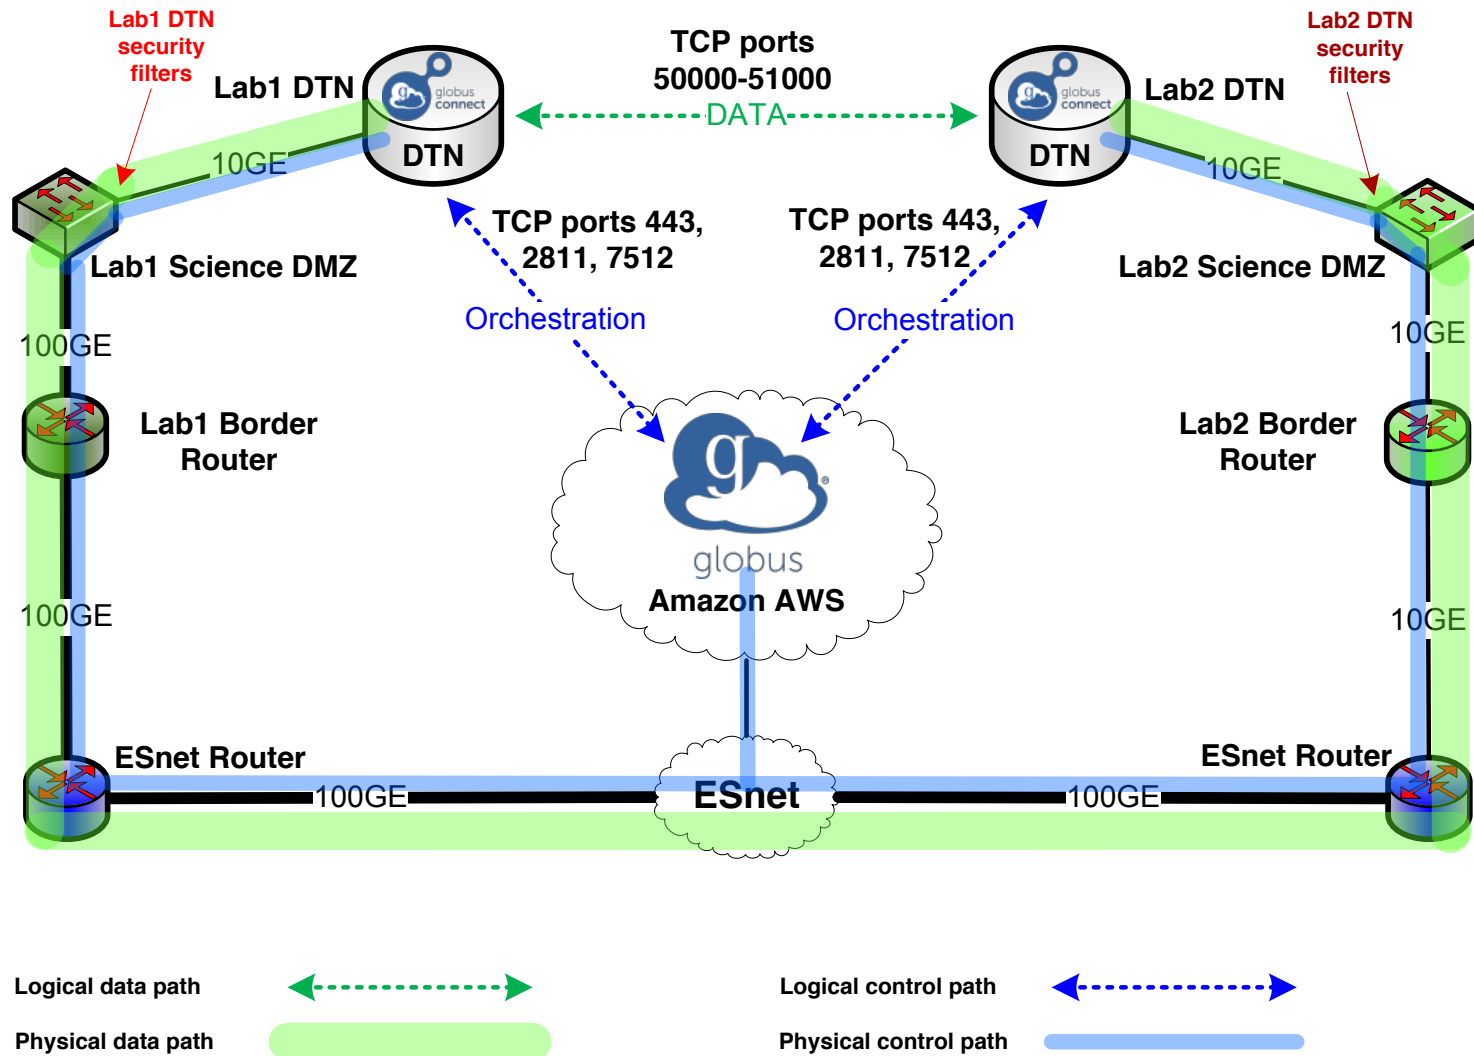 Lab1 DTN
security
filters
Lab1 DTN
globus
connect
DTN
TCP ports
50000-51000
DATA
globus
connect
DTN
Lab2 DTN
Lab2 DTN
security
filters
10GE
10GE
TCP ports 443,
2811, 7512
TCP ports 443,
2811, 7512
Lab1 Science DMZ
Lab2 Science DMZ
Orchestration
Orchestration
100GE
10GE
Lab1 Border
Router
Lab2 Border
Router
g
globus
Amazon AWS
100GE
10GE
ESnet Router
ESnet Router
100GE
ESnet
100GE
Logical data path
Logical control path
Physical data path
Physical control path